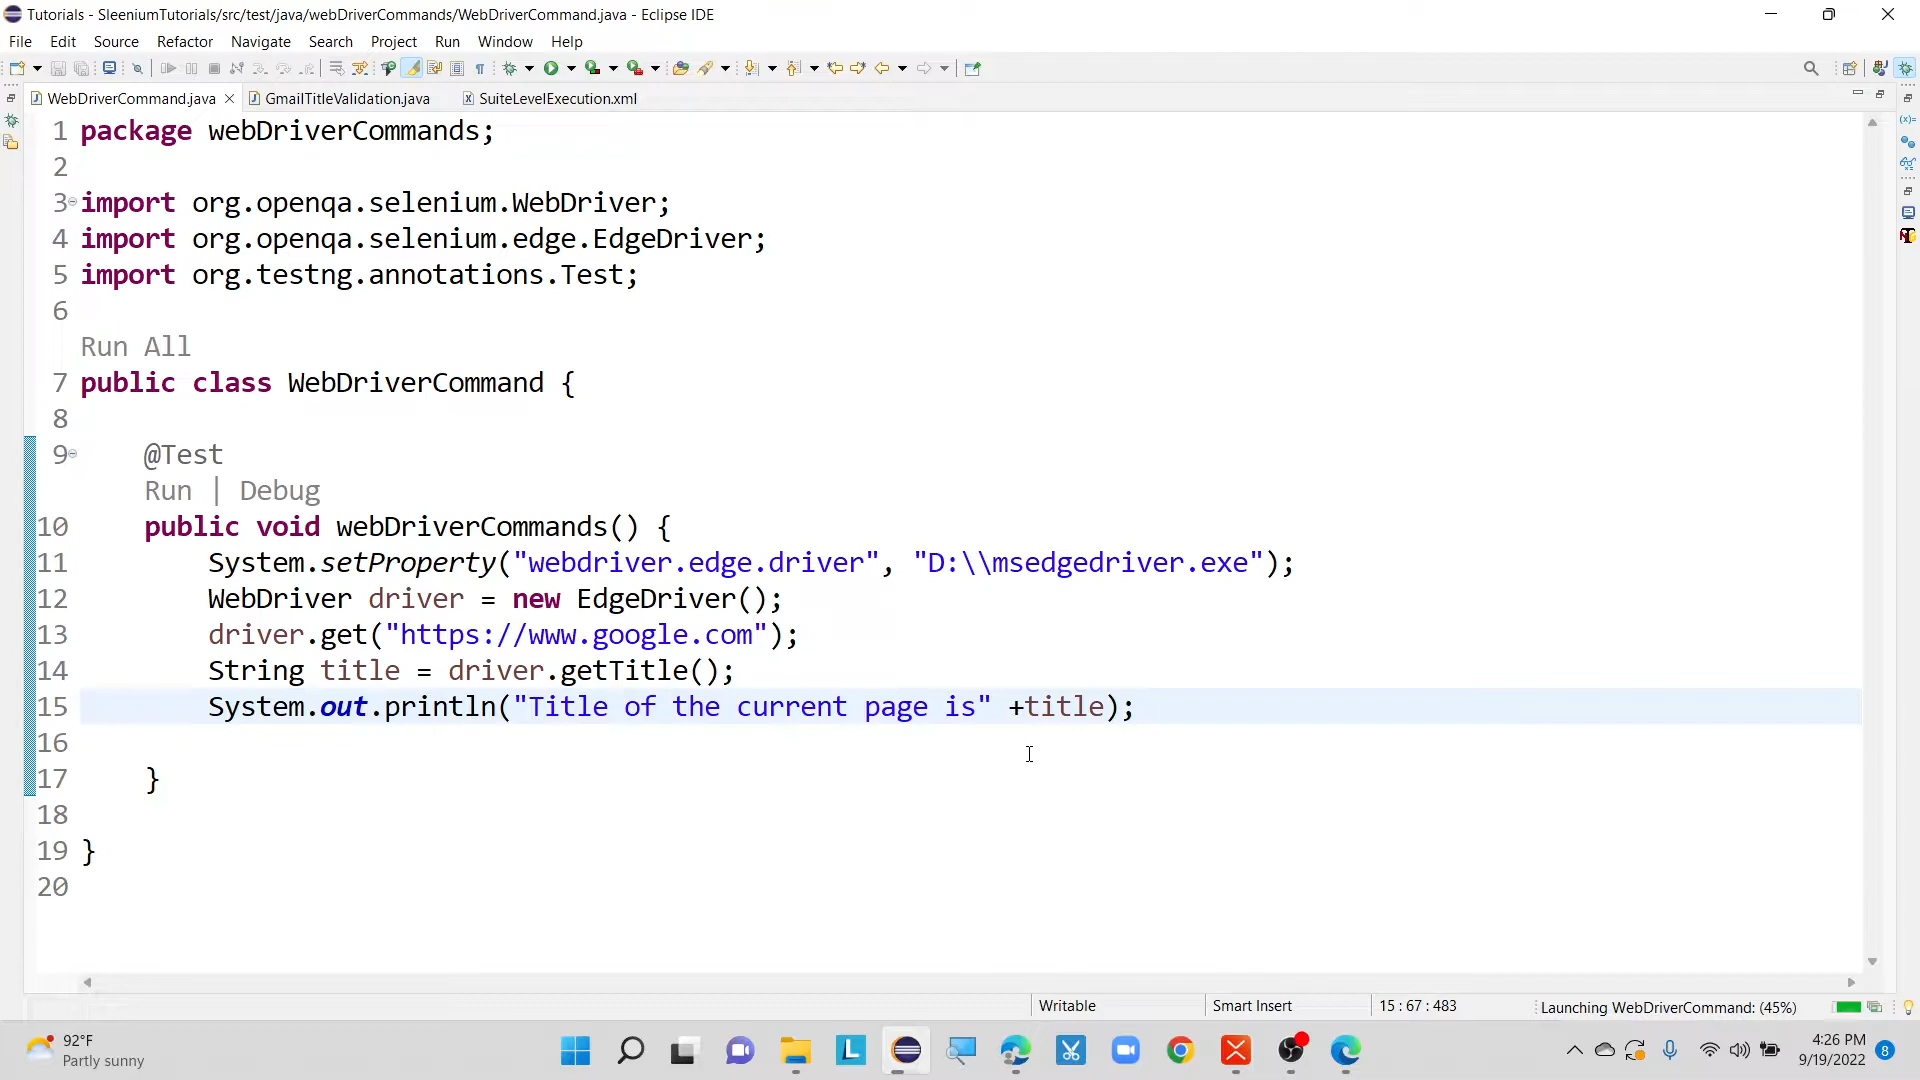 Tutorials - SleeniumTutorials/src/test/java/webDriverCommands/WebDriverCommand.java - Eclipse IDE
File Edit Source Refactor Navigate Search Project Run Window Help
WebDriverCommand.java GmailTitleValidation.java SuiteLevelExecution.xml
1 package webDriverCommands;
2
3 import org.openqa.selenium.WebDriver;
4 import org.openqa.selenium.edge.EdgeDriver;
5 import org.testng.annotations.Test;
6
Run All
7 public class WebDriverCommand {
8
9 @Test
Run | Debug
10 public void webDriverCommands() {
11 System.setProperty("webdriver.edge.driver", "D:\\msedgedriver.exe");
12 WebDriver driver = new EdgeDriver();
13 driver.get("https://www.google.com");
14 String title = driver.getTitle();
15 System.out.println("Title of the current page is" +title);
16
17 }
18
19 }
20
Writable Smart Insert 15 : 67 : 483 Launching WebDriverCommand: (45%)
92°F
Partly sunny
4:26 PM
9/19/2022
8